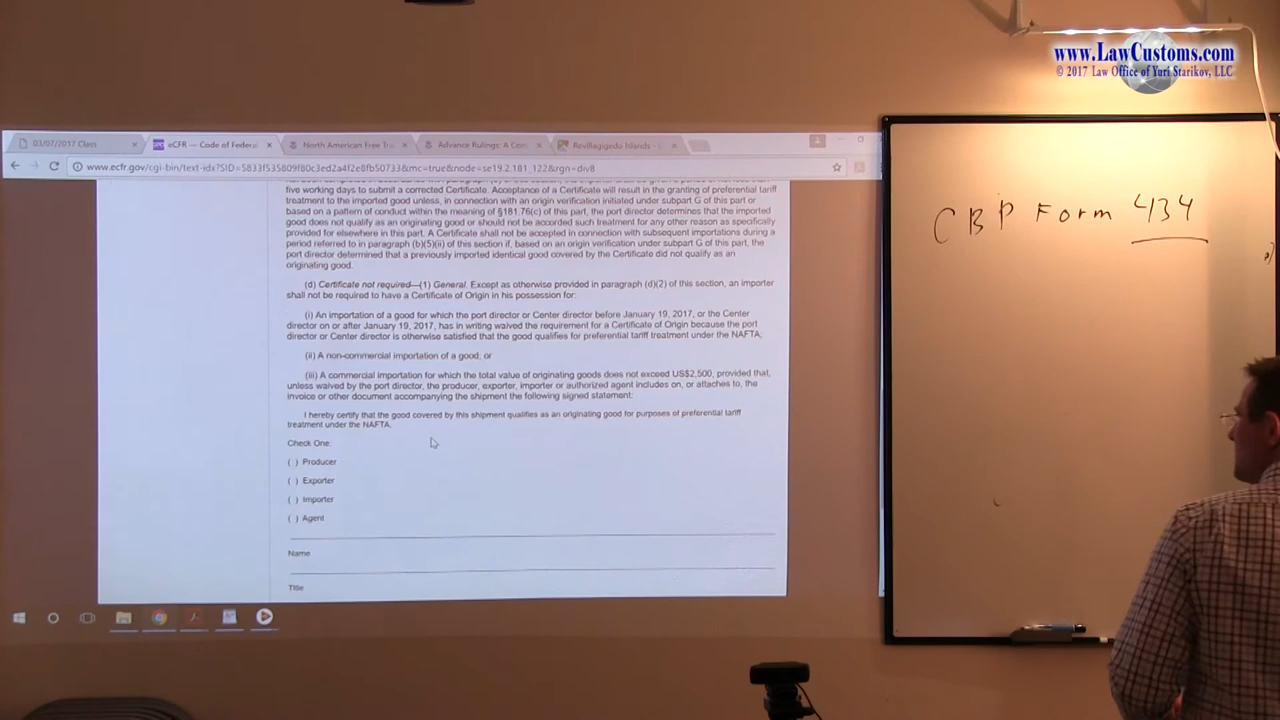 www.LawCustoms.com
© 2017 Law Office of Yuri Starikov, LLC
03/07/2017 Class
eCFR — Code of Federal
North American Free Tra
Advance Rulings: A Com
Revillagigedo Islands -
www.ecfr.gov/cgi-bin/text-idx?
mc=true&node=se19.2.181_122&rgn=div8
five working days to submit a corrected Certificate. Acceptance of a Certificate will result in the granting of preferential tariff
treatment to the imported good unless, in connection with an origin verification initiated under subpart G of this part or
based on a pattern of conduct within the meaning of §181.76(c) of this part, the port director determines that the imported
good does not qualify as an originating good or should not be accorded such treatment for any other reason as specifically
provided for elsewhere in this part. A Certificate shall not be accepted in connection with subsequent importations during a
period referred to in paragraph (b)(5)(ii) of this section if, based on an origin verification under subpart G of this part, the
port director determined that a previously imported identical good covered by the Certificate did not qualify as an
originating good.
(d) Certificate not required—(1) General. Except as otherwise provided in paragraph (d)(2) of this section, an importer
shall not be required to have a Certificate of Origin in his possession for:
(i) An importation of a good for which the port director or Center director before January 19, 2017, or the Center
director on or after January 19, 2017, has in writing waived the requirement for a Certificate of Origin because the port
director or Center director is otherwise satisfied that the good qualifies for preferential tariff treatment under the NAFTA;
(ii) A non-commercial importation of a good; or
(iii) A commercial importation for which the total value of originating goods does not exceed US$2,500, provided that,
unless waived by the port director, the producer, exporter, importer or authorized agent includes on, or attaches to, the
invoice or other document accompanying the shipment the following signed statement:
I hereby certify that the good covered by this shipment qualifies as an originating good for purposes of preferential tariff
treatment under the NAFTA.
Check One:
( ) Producer
( ) Exporter
( ) Importer
( ) Agent
Name
Title
CBP Form 434